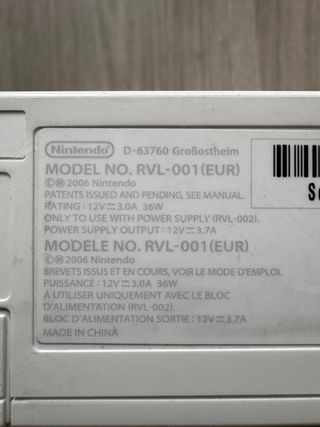 Nintendo D-63760 Großostheim
MODEL NO. RVL-001(EUR)
©Ⓜ2006 Nintendo
PATENTS ISSUED AND PENDING, SEE MANUAL.
RATING : 12V⎓3.0A 36W
ONLY TO USE WITH POWER SUPPLY (RVL-002).
POWER SUPPLY OUTPUT : 12V⎓3.7A
MODELE NO. RVL-001(EUR)
©Ⓜ2006 Nintendo
BREVETS ISSUS ET EN COURS, VOIR LE MODE D'EMPLOI.
PUISSANCE : 12V⎓3.0A 36W
A UTILISER UNIQUEMENT AVEC LE BLOC
D'ALIMENTATION (RVL-002).
BLOC D'ALIMENTATION SORTIE : 12V⎓3.7A
MADE IN CHINA